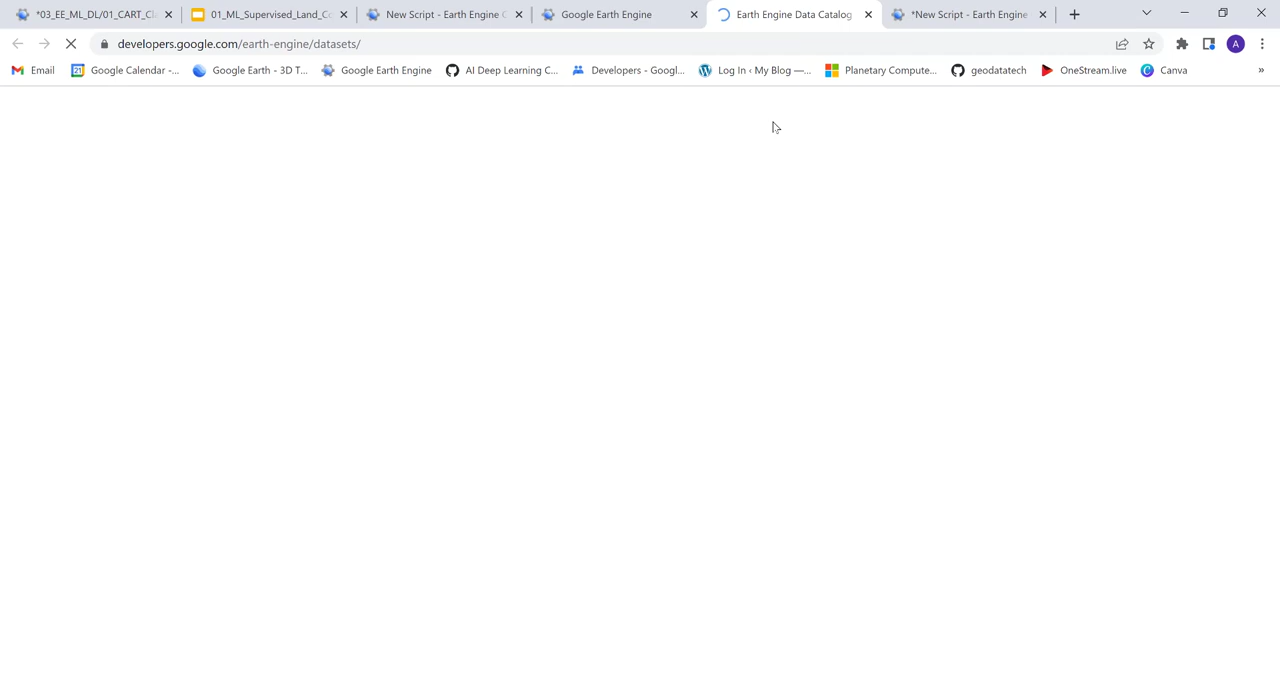 *03_EE_ML_DL/01_CART_Cla
01_ML_Supervised_Land_Co
New Script - Earth Engine C
Google Earth Engine
Earth Engine Data Catalog
*New Script - Earth Engine
developers.google.com/earth-engine/datasets/
A
Email
Google Calendar -...
Google Earth - 3D T...
Google Earth Engine
AI Deep Learning C...
Developers - Googl...
Log In ‹ My Blog —...
Planetary Compute...
geodatatech
OneStream.live
Canva
»